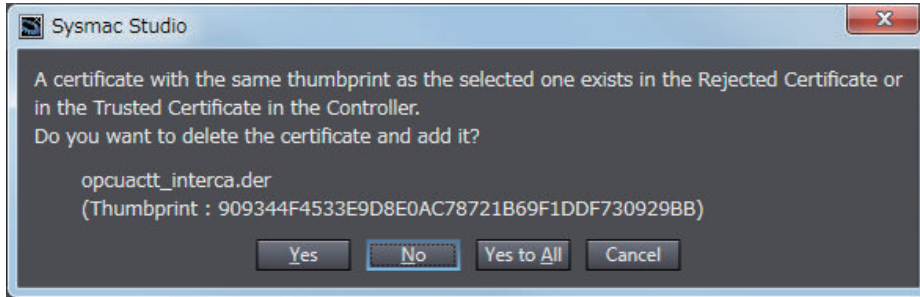 Sysmac Studio
A certificate with the same thumbprint as the selected one exists in the Rejected Certificate or
in the Trusted Certificate in the Controller.
Do you want to delete the certificate and add it?
opcuactt_interca.der
(Thumbprint : 909344F4533E9D8E0AC78721B69F1DDF730929BB)
Yes No Yes to All Cancel